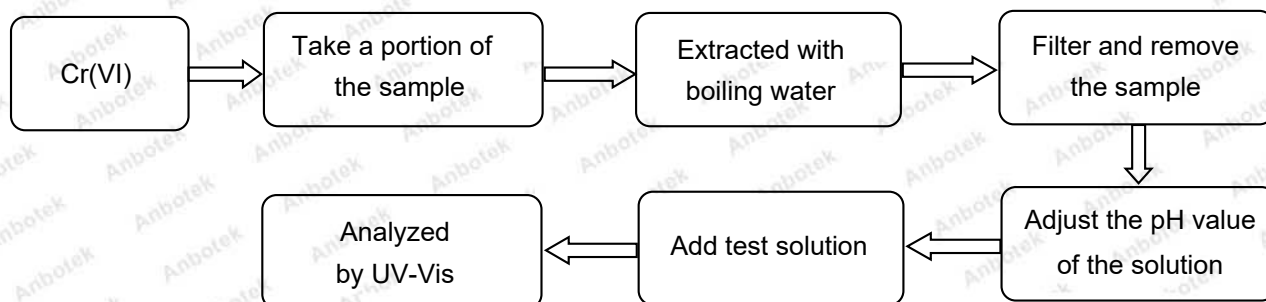 Cr(VI)
Take a portion of
the sample
Extracted with
boiling water
Filter and remove
the sample
Adjust the pH value
of the solution
Add test solution
Analyzed
by UV-Vis
Anbotek